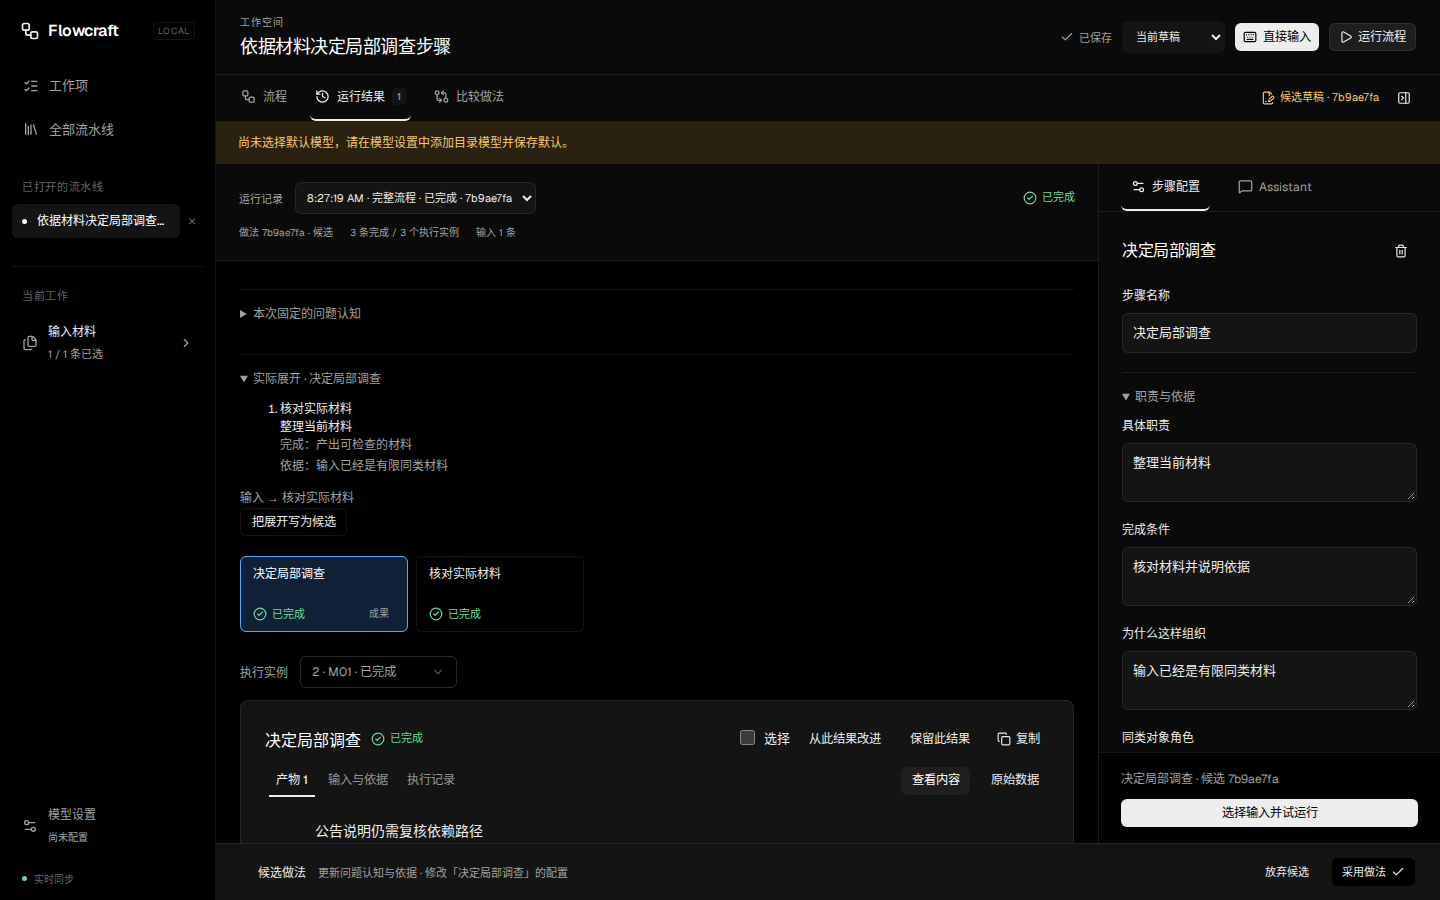 Flowcraft
LOCAL
工作项
全部流水线
已打开的流水线
依据材料决定局部调查...
×
当前工作
输入材料
1 / 1 条已选
模型设置
尚未配置
实时同步
工作空间
依据材料决定局部调查步骤
已保存
当前草稿
直接输入
运行流程
流程
运行结果 1
比较做法
候选草稿 · 7b9ae7fa
尚未选择默认模型，请在模型设置中添加目录模型并保存默认。
运行记录
8:27:19 AM · 完整流程 · 已完成 · 7b9ae7fa
已完成
做法 7b9ae7fa · 候选 3 条完成 / 3 个执行实例 输入 1 条
本次固定的问题认知
实际展开 · 决定局部调查
1. 核对实际材料
整理当前材料
完成：产出可检查的材料
依据：输入已经是有限同类材料
输入 → 核对实际材料
把展开写为候选
决定局部调查
已完成
成果
核对实际材料
已完成
执行实例
2 · M01 · 已完成
决定局部调查
已完成
选择
从此结果改进
保留此结果
复制
产物 1
输入与依据
执行记录
查看内容
原始数据
公告说明仍需复核依赖路径
步骤配置
Assistant
决定局部调查
步骤名称
决定局部调查
职责与依据
具体职责
整理当前材料
完成条件
核对材料并说明依据
为什么这样组织
输入已经是有限同类材料
同类对象角色
决定局部调查 · 候选 7b9ae7fa
选择输入并试运行
候选做法
更新问题认知与依据 · 修改「决定局部调查」的配置
放弃候选
采用做法